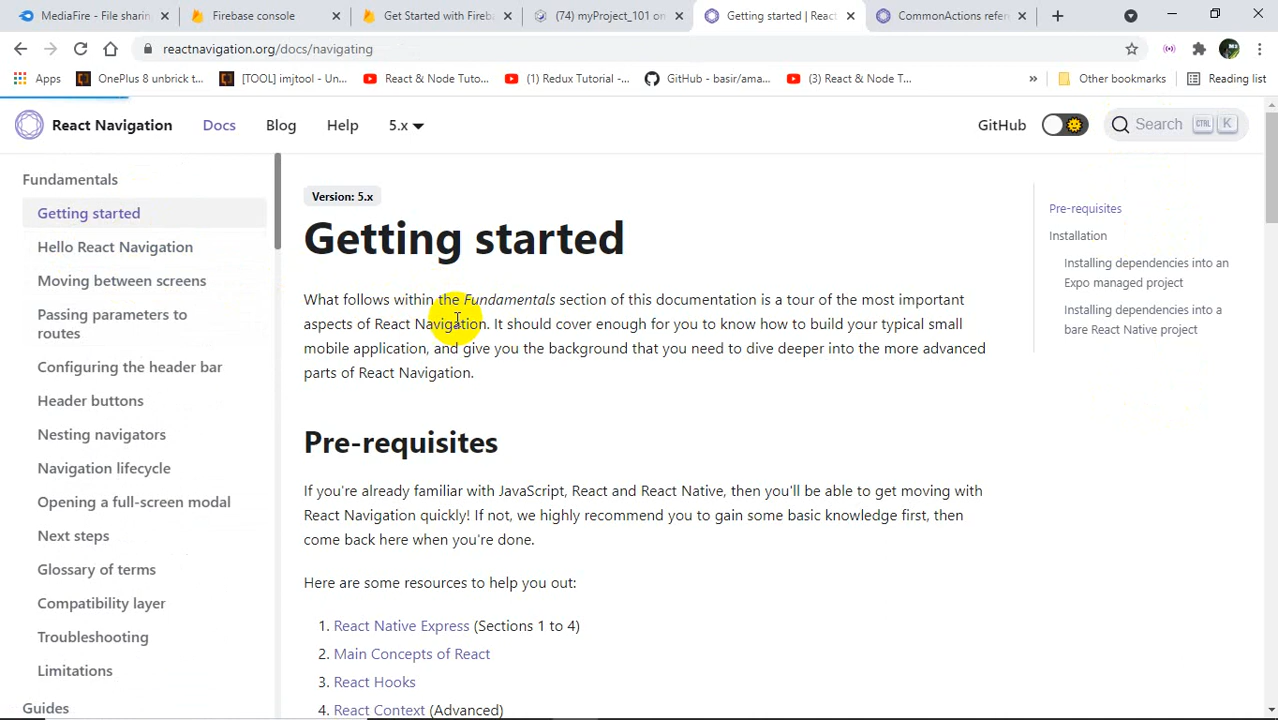 MediaFire - File sharin
Firebase console
Get Started with Fireb
(74) myProject_101 on
Getting started | Reac
CommonActions refer
reactnavigation.org/docs/navigating
Apps
OnePlus 8 unbrick t...
[TOOL] imjtool - Un...
React & Node Tuto...
(1) Redux Tutorial -...
GitHub - lasir/ama...
(3) React & Node T...
»
Other bookmarks
Reading list
React Navigation
Docs
Blog
Help
5.x
GitHub
Search
CTRL
K
Fundamentals
Getting started
Hello React Navigation
Moving between screens
Passing parameters to
routes
Configuring the header bar
Header buttons
Nesting navigators
Navigation lifecycle
Opening a full-screen modal
Next steps
Glossary of terms
Compatibility layer
Troubleshooting
Limitations
Guides
Version: 5.x
Getting started
What follows within the Fundamentals section of this documentation is a tour of the most important
aspects of React Navigation. It should cover enough for you to know how to build your typical small
mobile application, and give you the background that you need to dive deeper into the more advanced
parts of React Navigation.
Pre-requisites
If you're already familiar with JavaScript, React and React Native, then you'll be able to get moving with
React Navigation quickly! If not, we highly recommend you to gain some basic knowledge first, then
come back here when you're done.
Here are some resources to help you out:
1. React Native Express (Sections 1 to 4)
2. Main Concepts of React
3. React Hooks
4. React Context (Advanced)
Pre-requisites
Installation
Installing dependencies into an
Expo managed project
Installing dependencies into a
bare React Native project